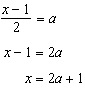 (x − 1)/2 = a
x − 1 = 2a
x = 2a + 1